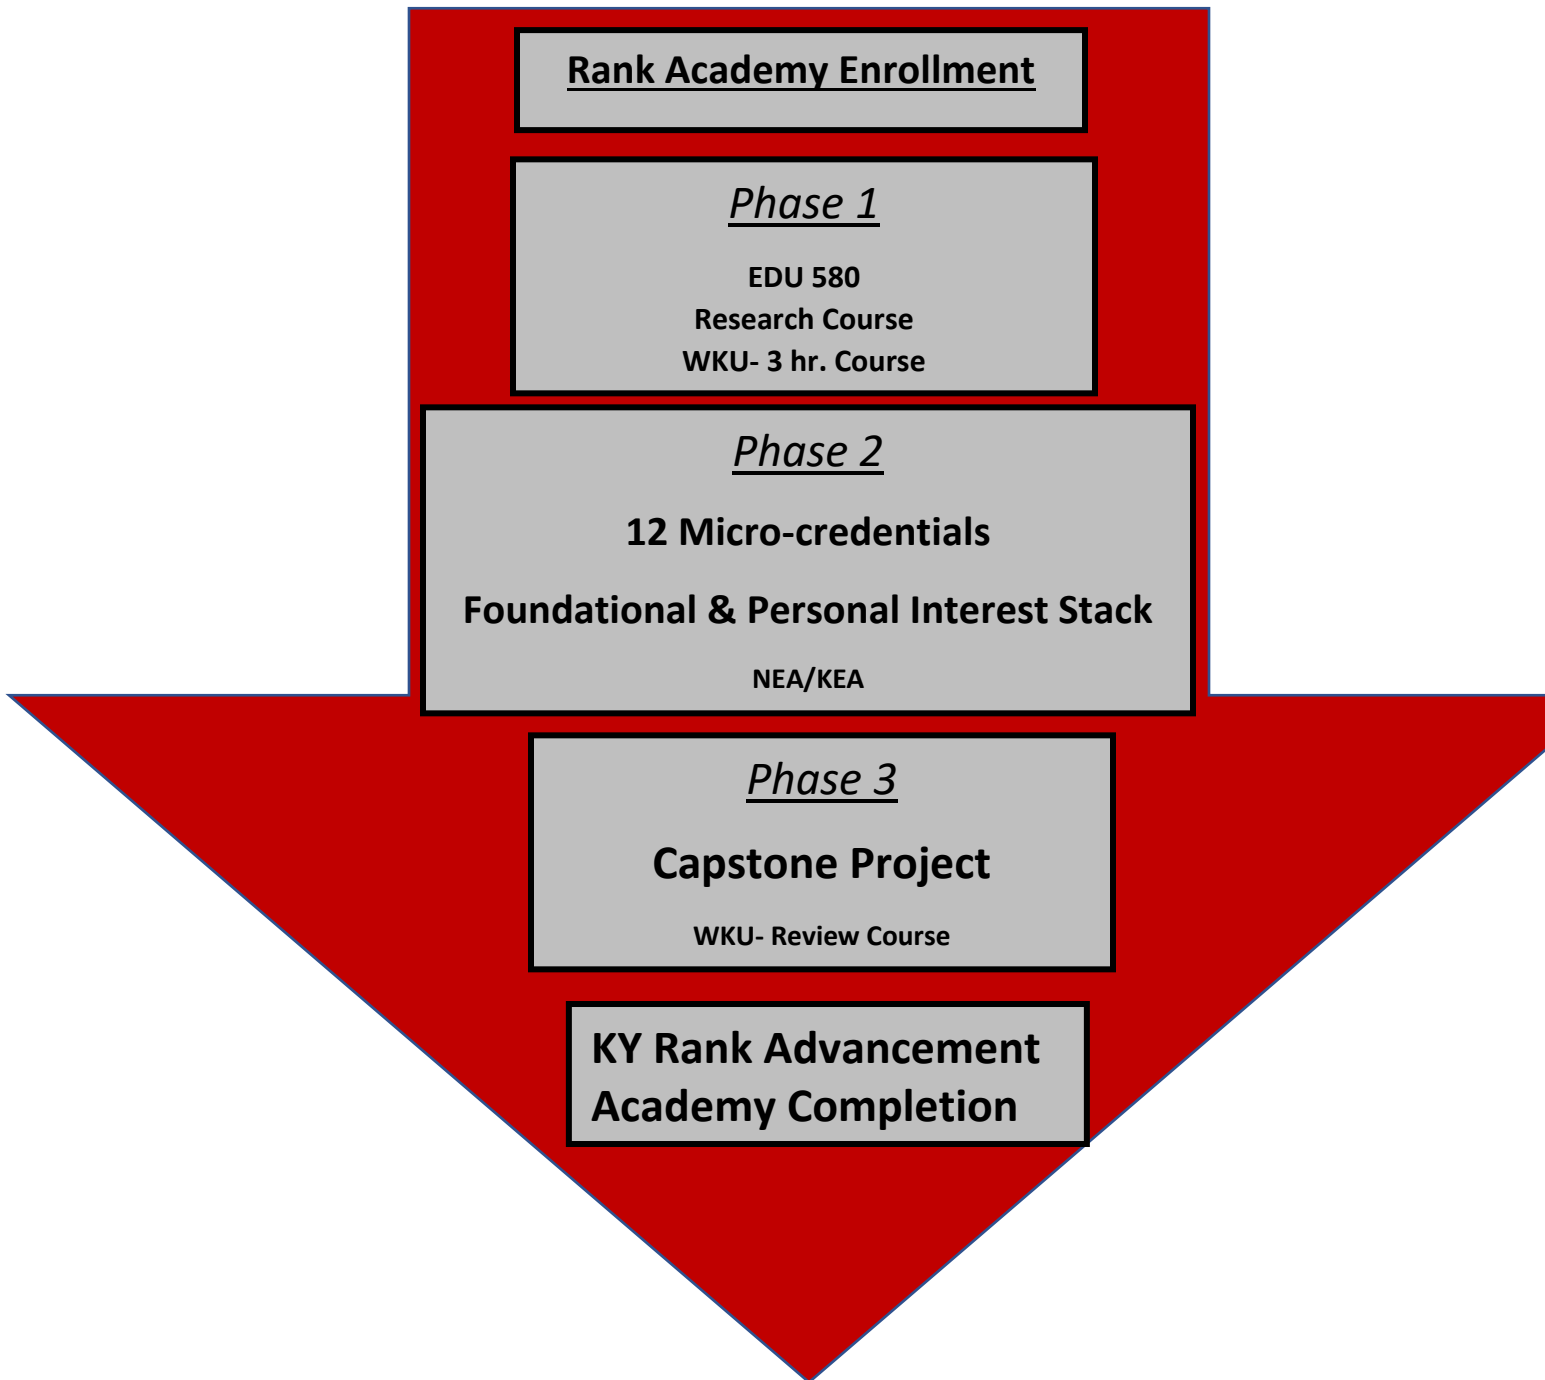 Rank Academy Enrollment
Phase 1
EDU 580
Research Course
WKU- 3 hr. Course
Phase 2
12 Micro-credentials
Foundational & Personal Interest Stack
NEA/KEA
Phase 3
Capstone Project
WKU- Review Course
KY Rank Advancement
Academy Completion